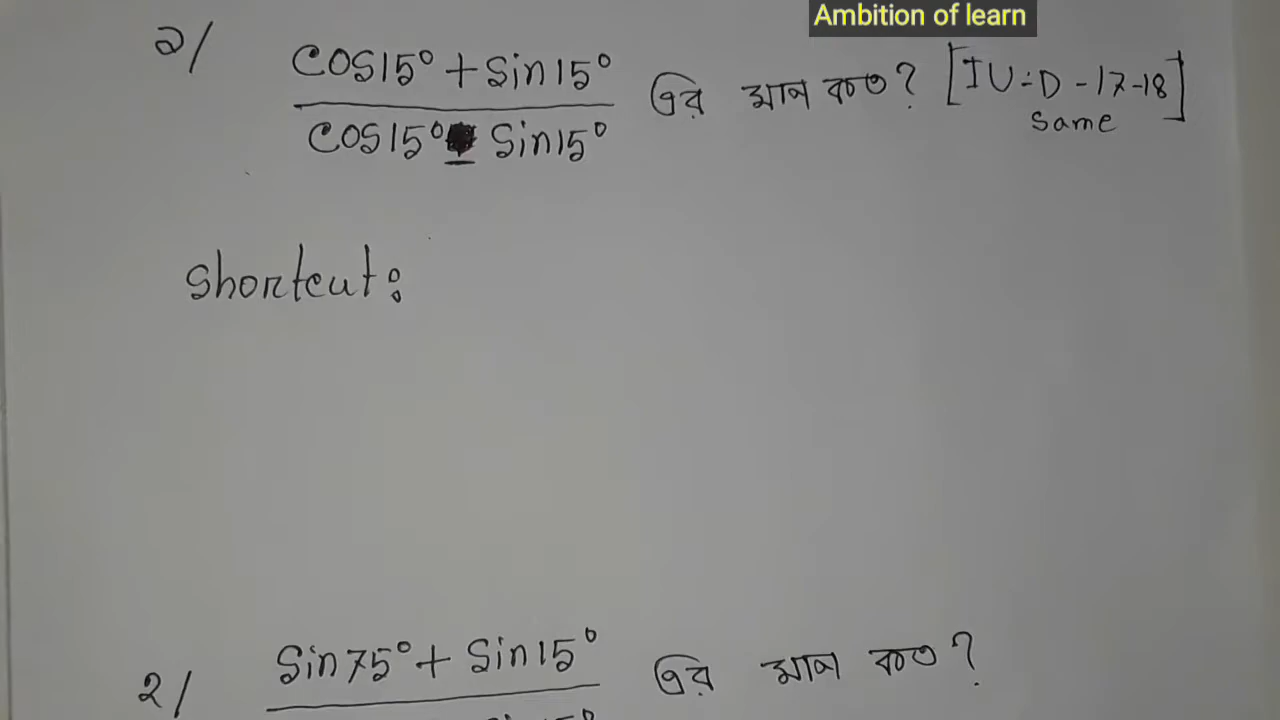 Ambition of learn
১/ cos15° + sin15° এর মান কত? [IU-D-17-18]
cos15° - sin15° same
shortcut:
২/ sin75° + sin15° এর মান কত?
sin15°